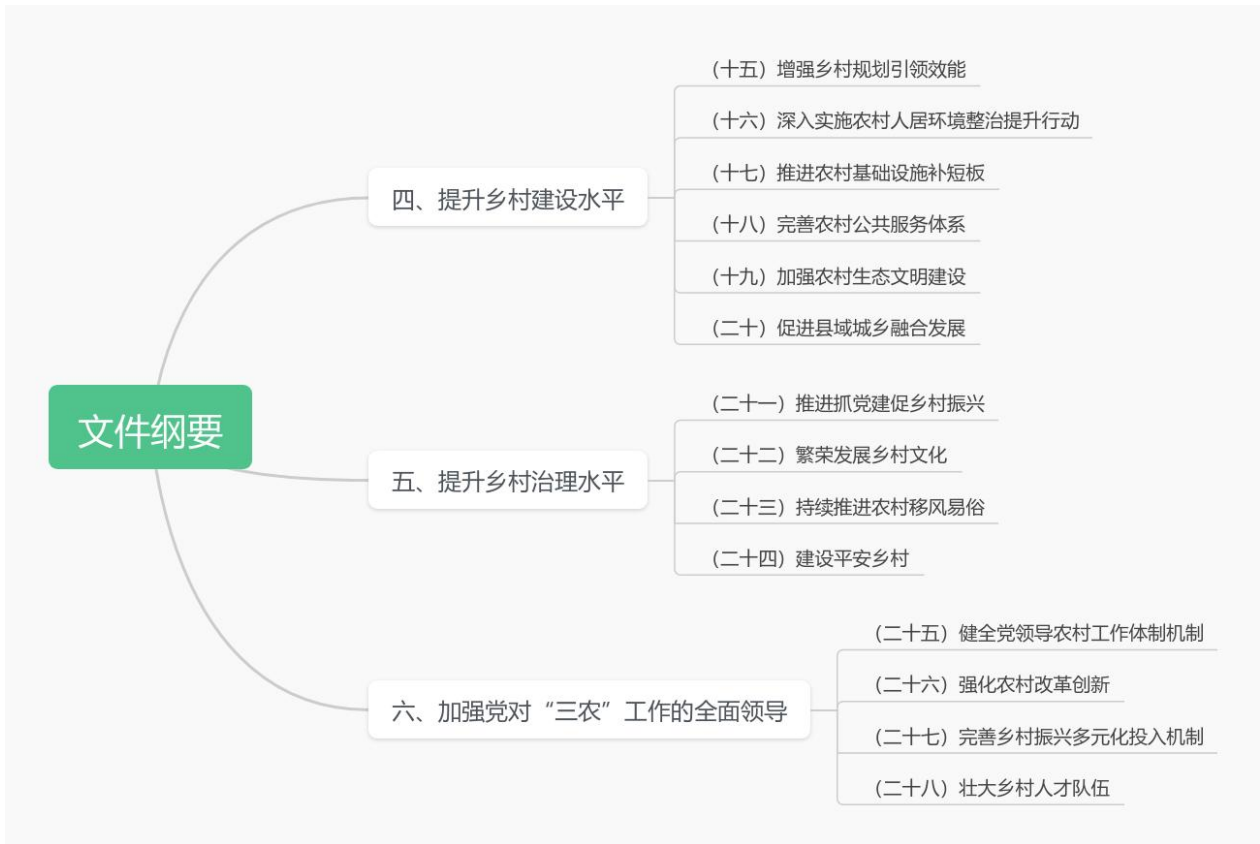 文件纲要
四、提升乡村建设水平
（十五）增强乡村规划引领效能
（十六）深入实施农村人居环境整治提升行动
（十七）推进农村基础设施补短板
（十八）完善农村公共服务体系
（十九）加强农村生态文明建设
（二十）促进县域城乡融合发展
五、提升乡村治理水平
（二十一）推进抓党建促乡村振兴
（二十二）繁荣发展乡村文化
（二十三）持续推进农村移风易俗
（二十四）建设平安乡村
六、加强党对“三农”工作的全面领导
（二十五）健全党领导农村工作体制机制
（二十六）强化农村改革创新
（二十七）完善乡村振兴多元化投入机制
（二十八）壮大乡村人才队伍